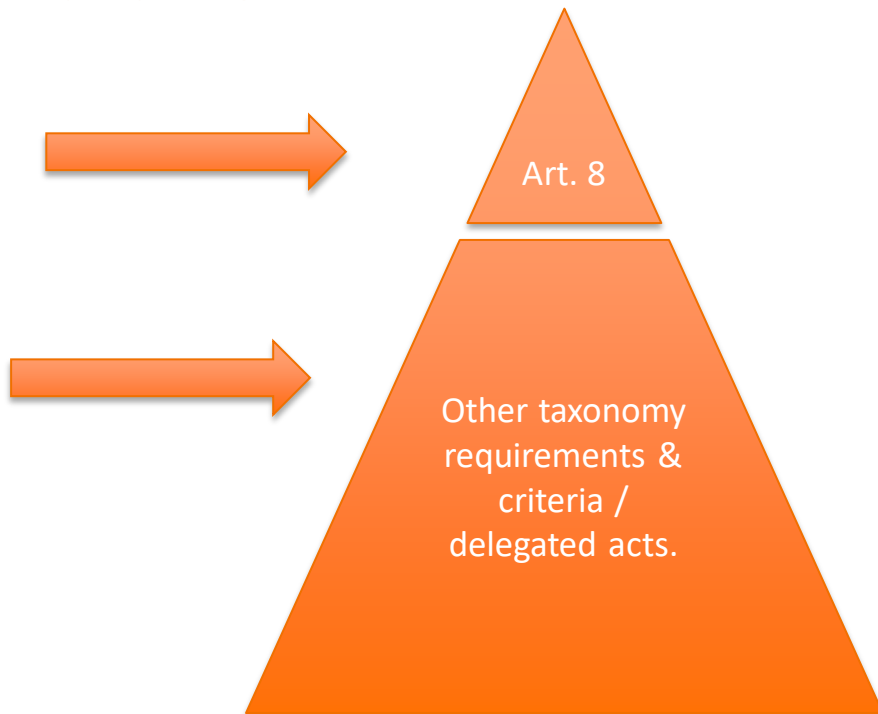 Art. 8
Other taxonomy
requirements &
criteria /
delegated acts.